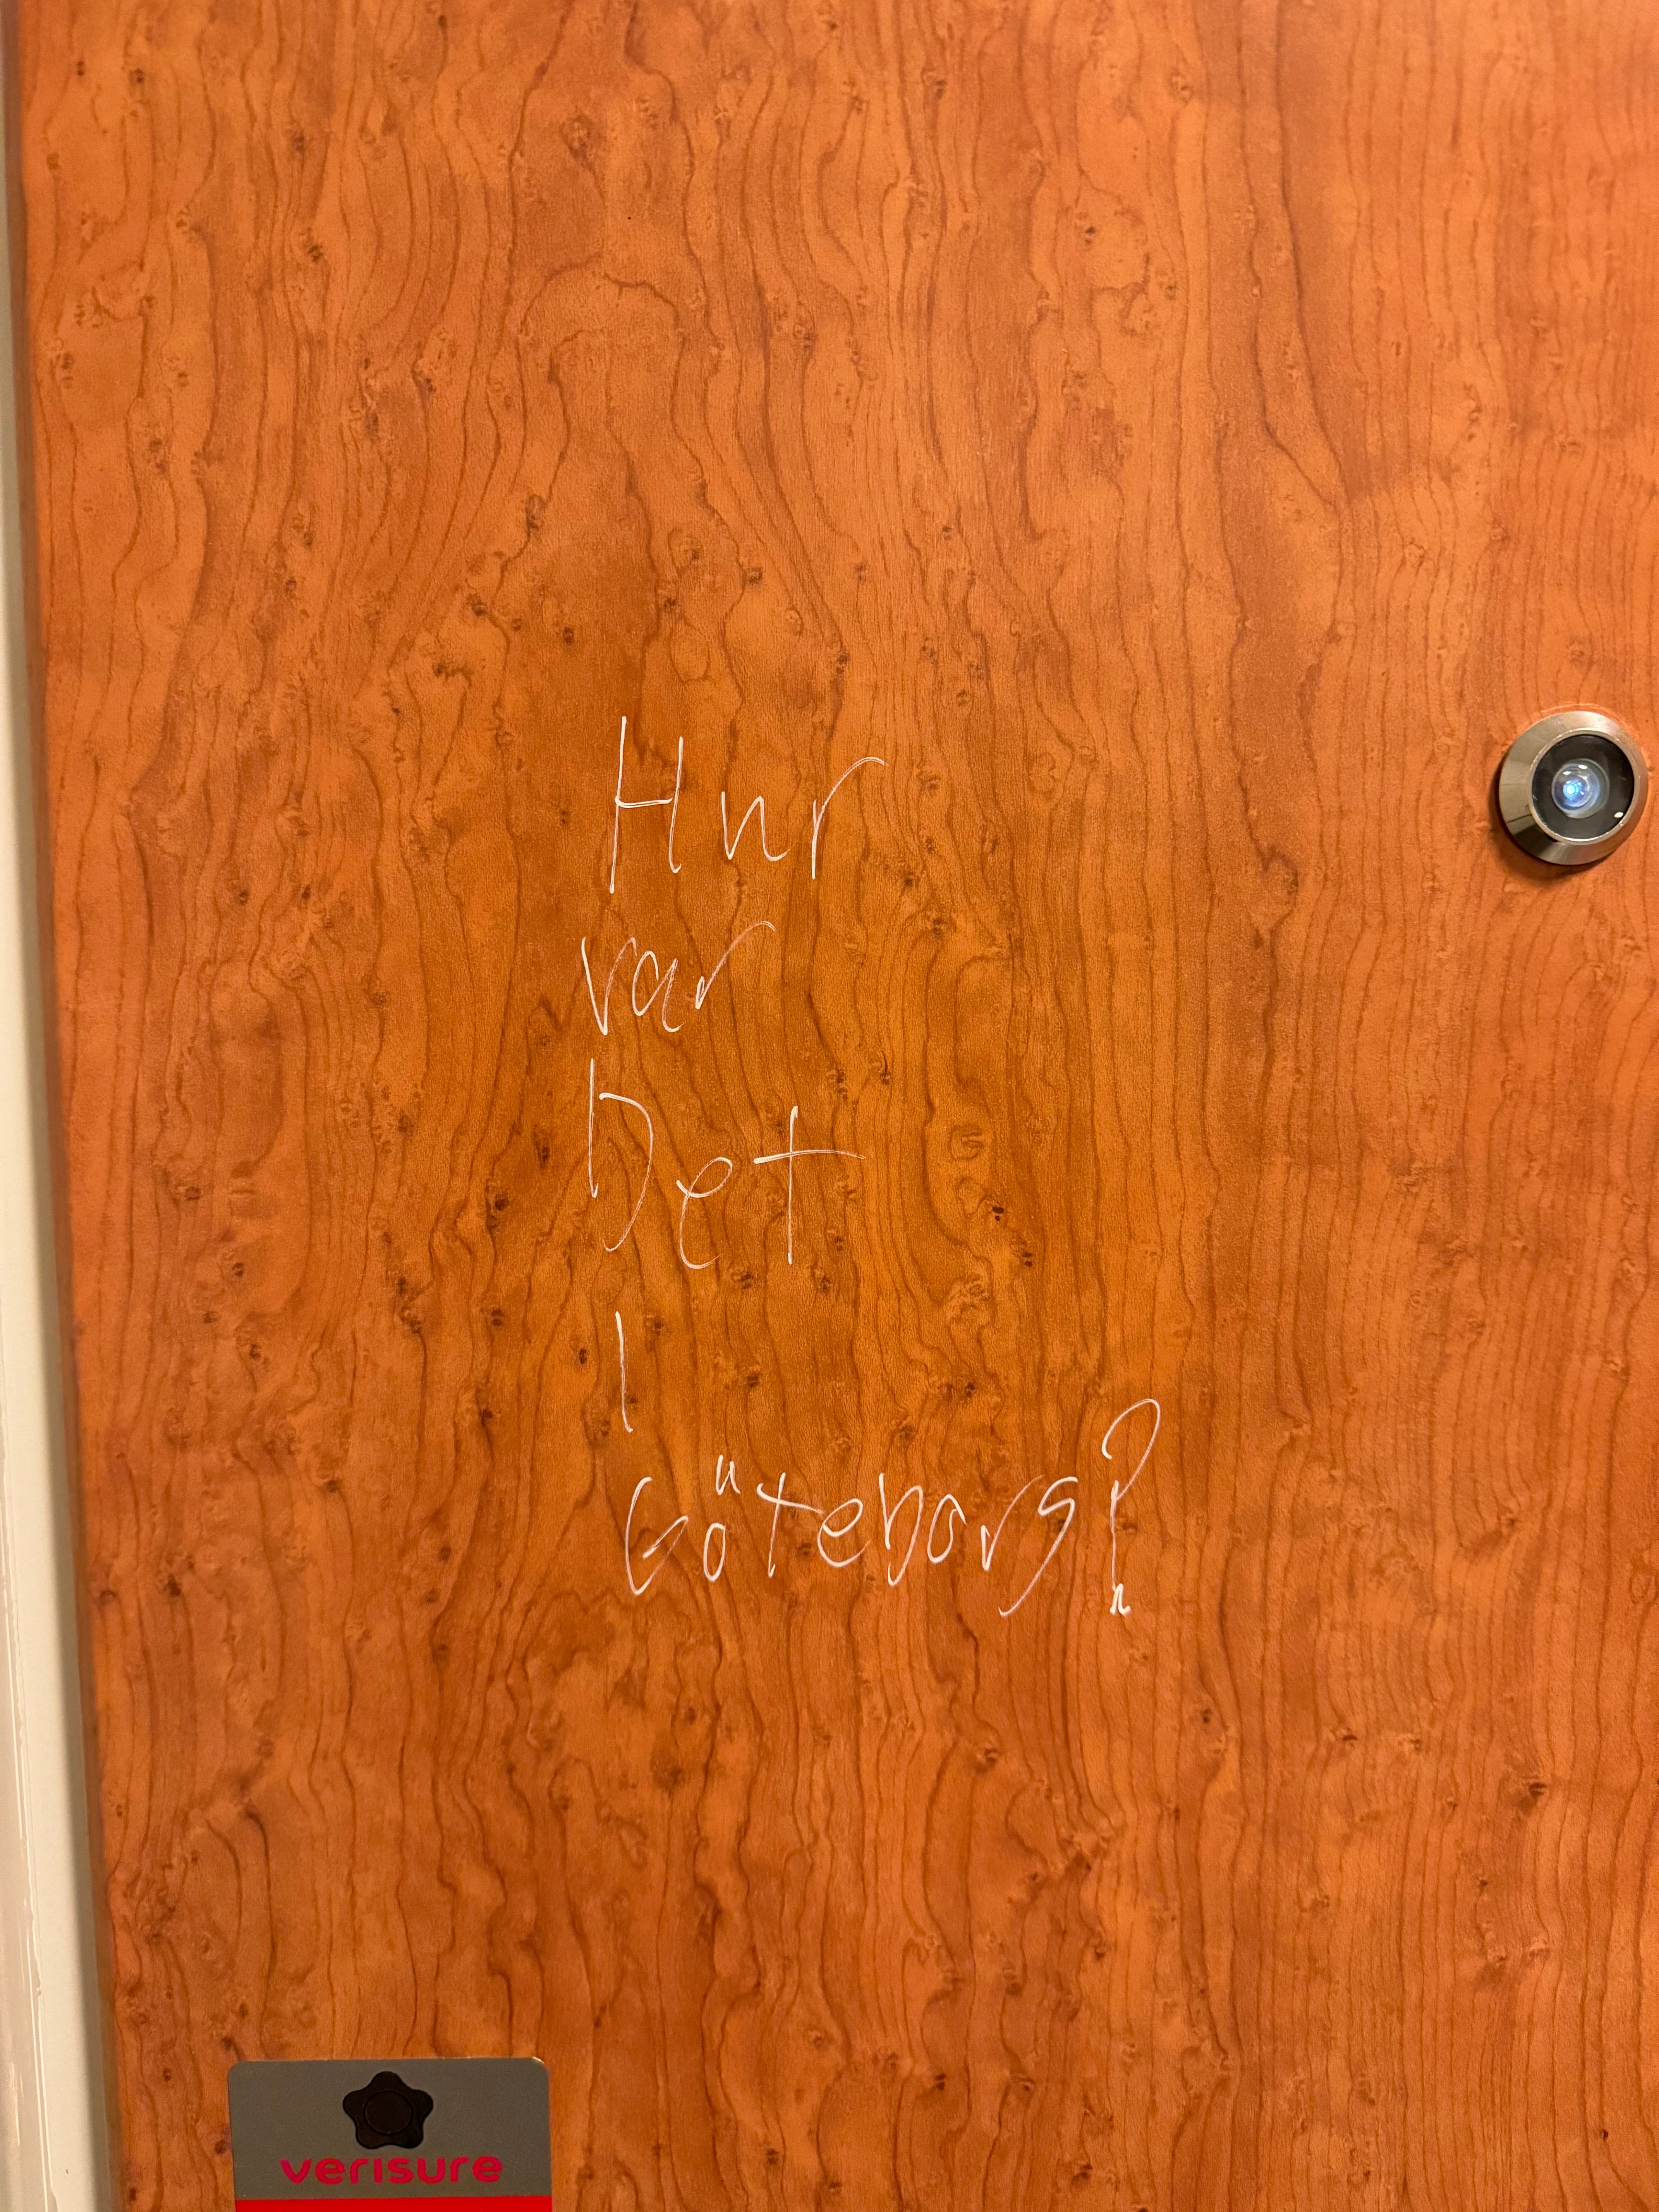 Hur
var
Det
I
Göteborg?
verisure